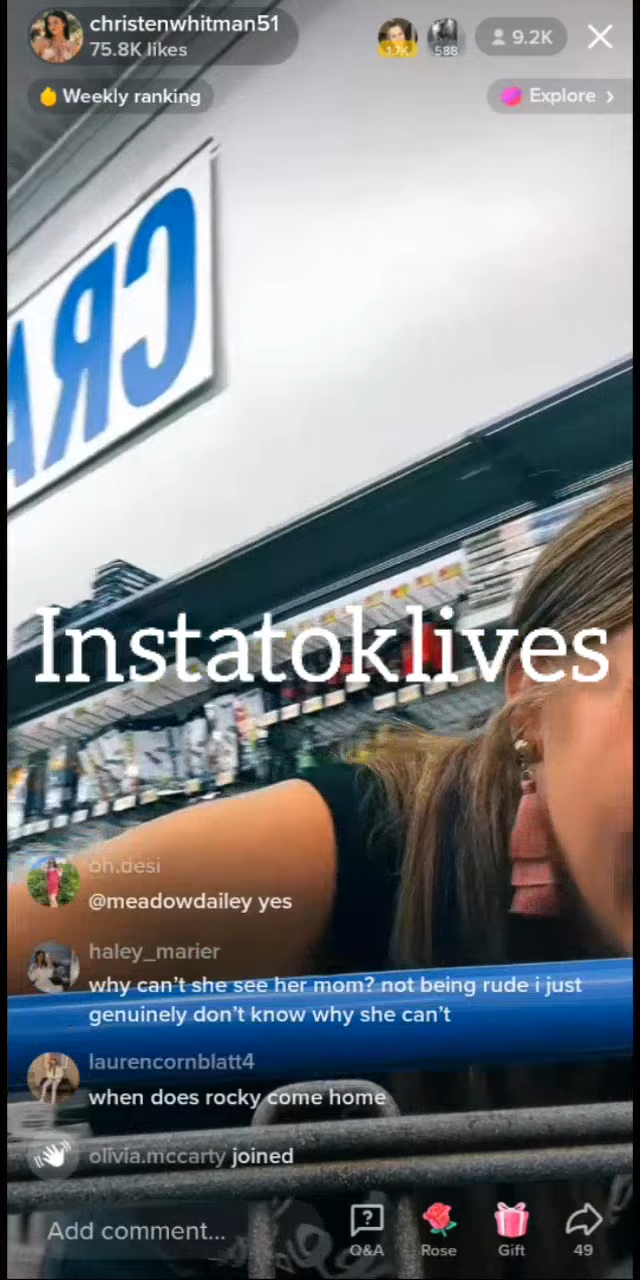 christenwhitman51
75.8K likes
1.7K
588
9.2K
Weekly ranking
Explore >
CRA
Instatoklives
oh.desi
@meadowdailey yes
haley_marier
why can't she see her mom? not being rude i just
genuinely don't know why she can't
laurencornblatt4
when does rocky come home
olivia.mccarty joined
Add comment...
Q&A
Rose
Gift
49